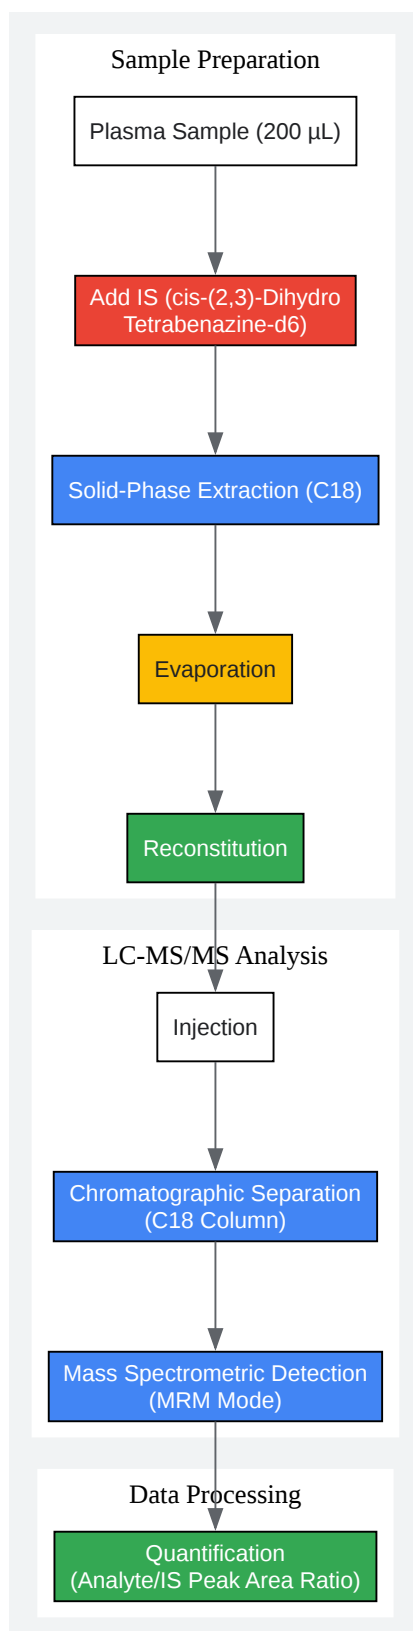 Sample Preparation
Plasma Sample (200 µL)
Add IS (cis-(2,3)-Dihydro
Tetrabenazine-d6)
Solid-Phase Extraction (C18)
Evaporation
Reconstitution
LC-MS/MS Analysis
Injection
Chromatographic Separation
(C18 Column)
Mass Spectrometric Detection
(MRM Mode)
Data Processing
Quantification
(Analyte/IS Peak Area Ratio)